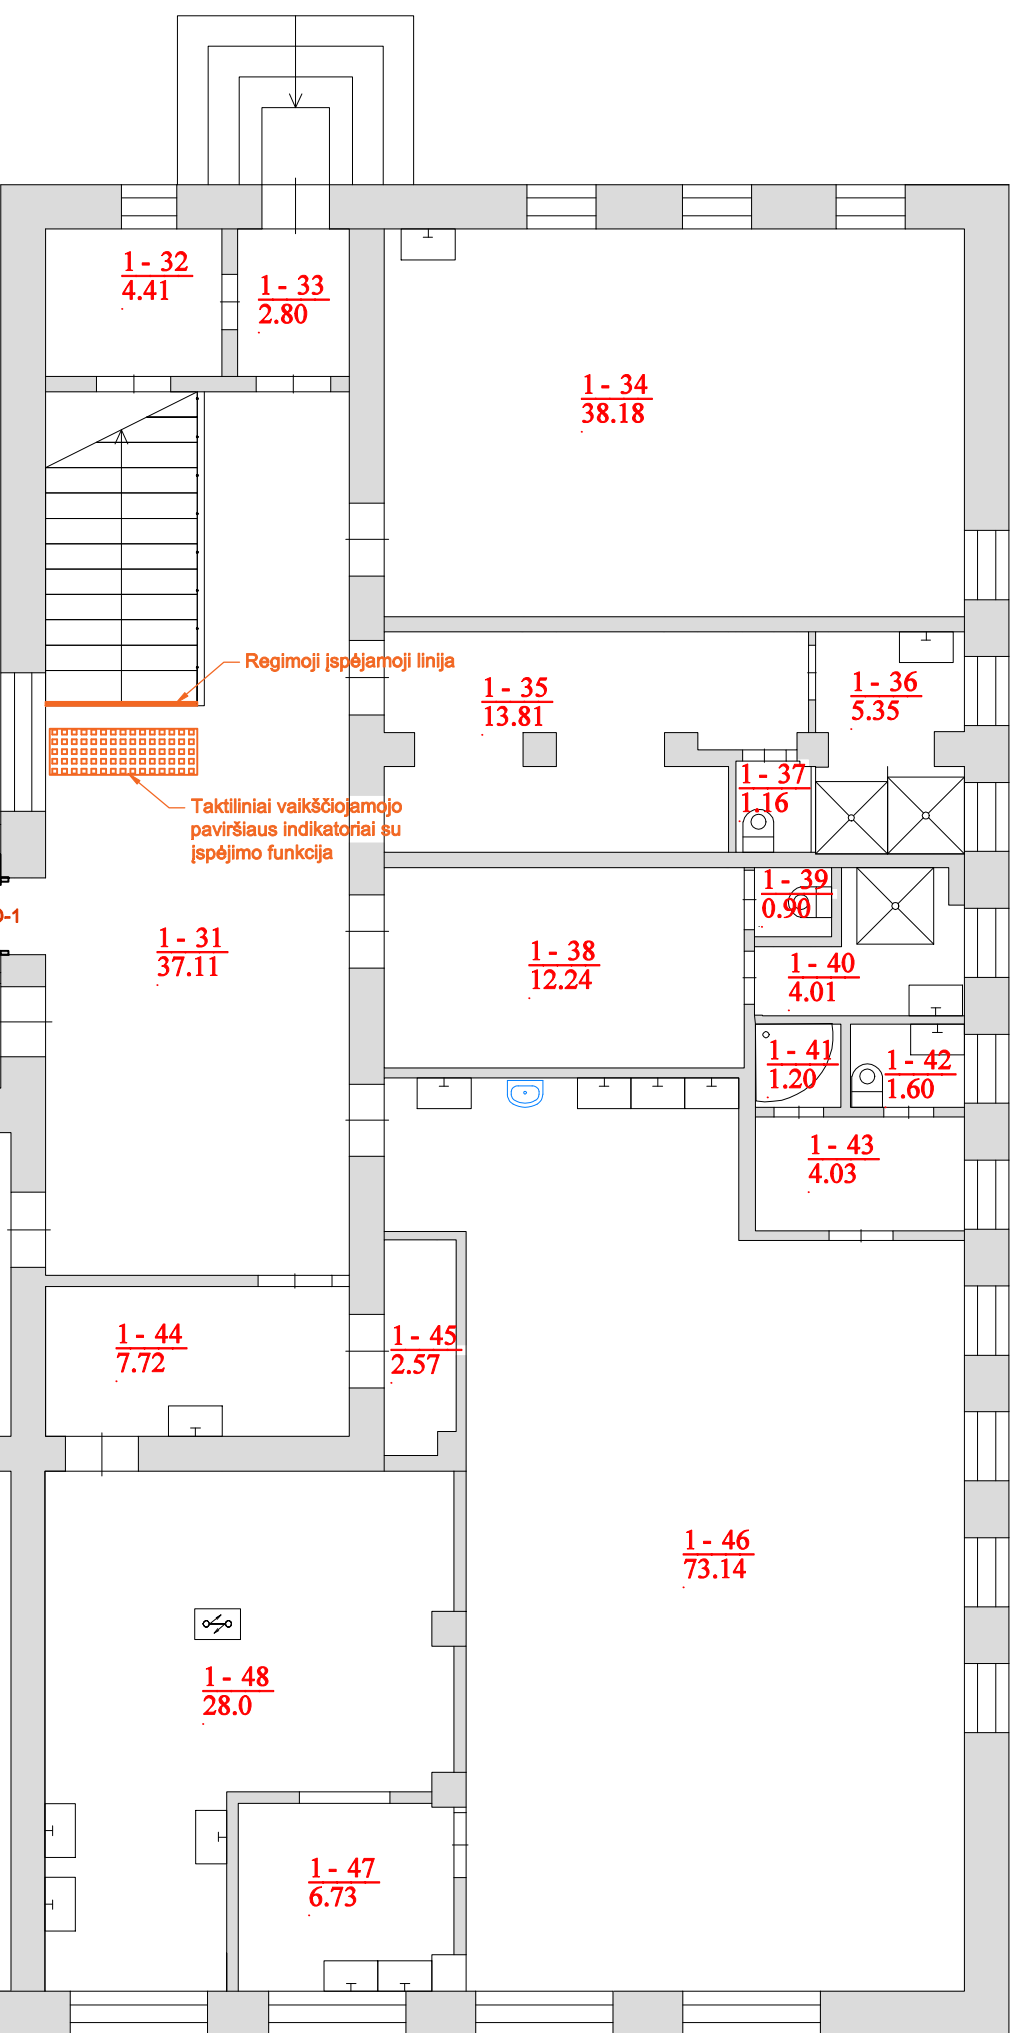 1 - 32
4.41
1 - 33
2.80
1 - 34
38.18
Regimoji įspėjamoji linija
1 - 35
13.81
1 - 36
5.35
1 - 37
1.16
Taktiliniai vaikščiojamojo
paviršiaus indikatoriai su
įspėjimo funkcija
1 - 39
0.90
-1
1 - 31
37.11
1 - 38
12.24
1 - 40
4.01
1 - 41
1.20
1 - 42
1.60
1 - 43
4.03
1 - 44
7.72
1 - 45
2.57
1 - 46
73.14
1 - 48
28.0
1 - 47
6.73